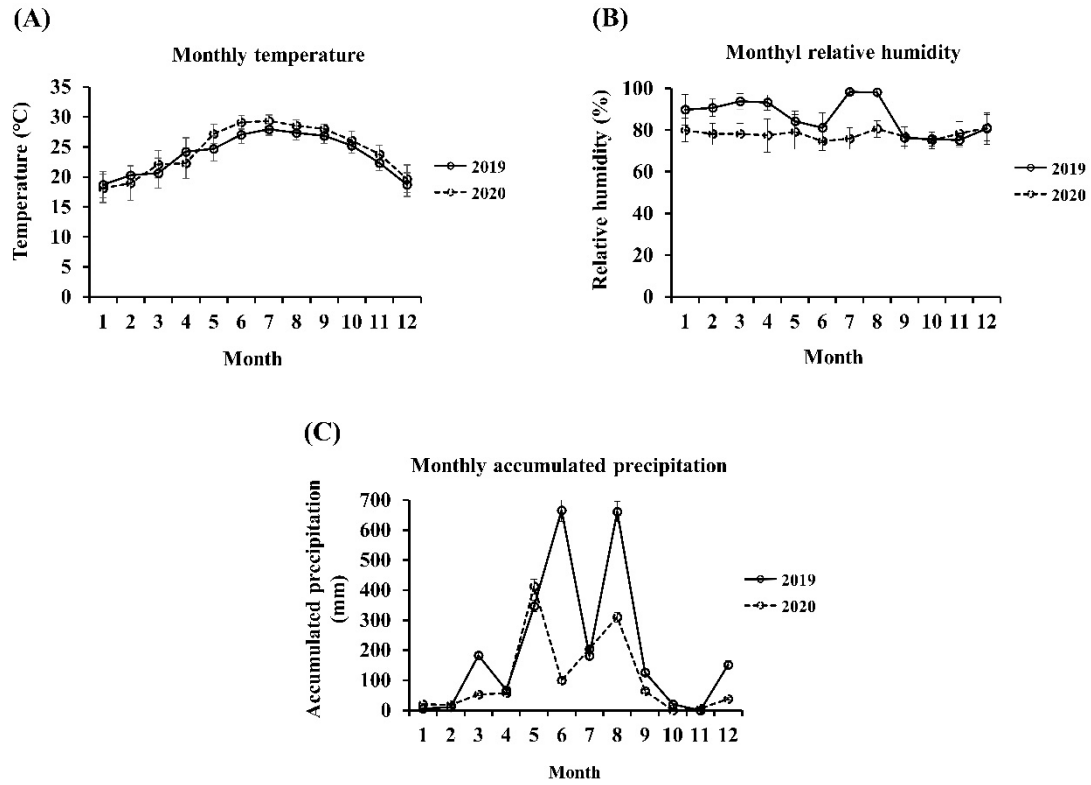 (A)
Monthly temperature
Temperature (°C)
35
30
25
20
15
10
5
0
1 2 3 4 5 6 7 8 9 10 11 12
Month
2019
2020
(B)
Monthyl relative humidity
Relative humidity (%)
100
80
60
40
20
0
1 2 3 4 5 6 7 8 9 10 11 12
Month
2019
2020
(C)
Monthly accumulated precipitation
Accumulated precipitation
(mm)
700
600
500
400
300
200
100
0
1 2 3 4 5 6 7 8 9 10 11 12
Month
2019
2020